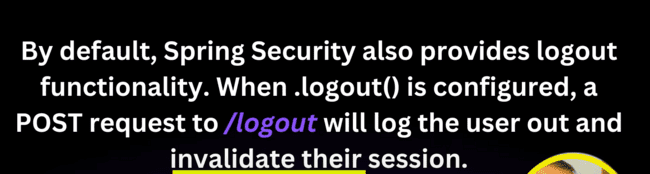 By default, Spring Security also provides logout
functionality. When .logout() is configured, a
POST request to /logout will log the user out and
invalidate their session.